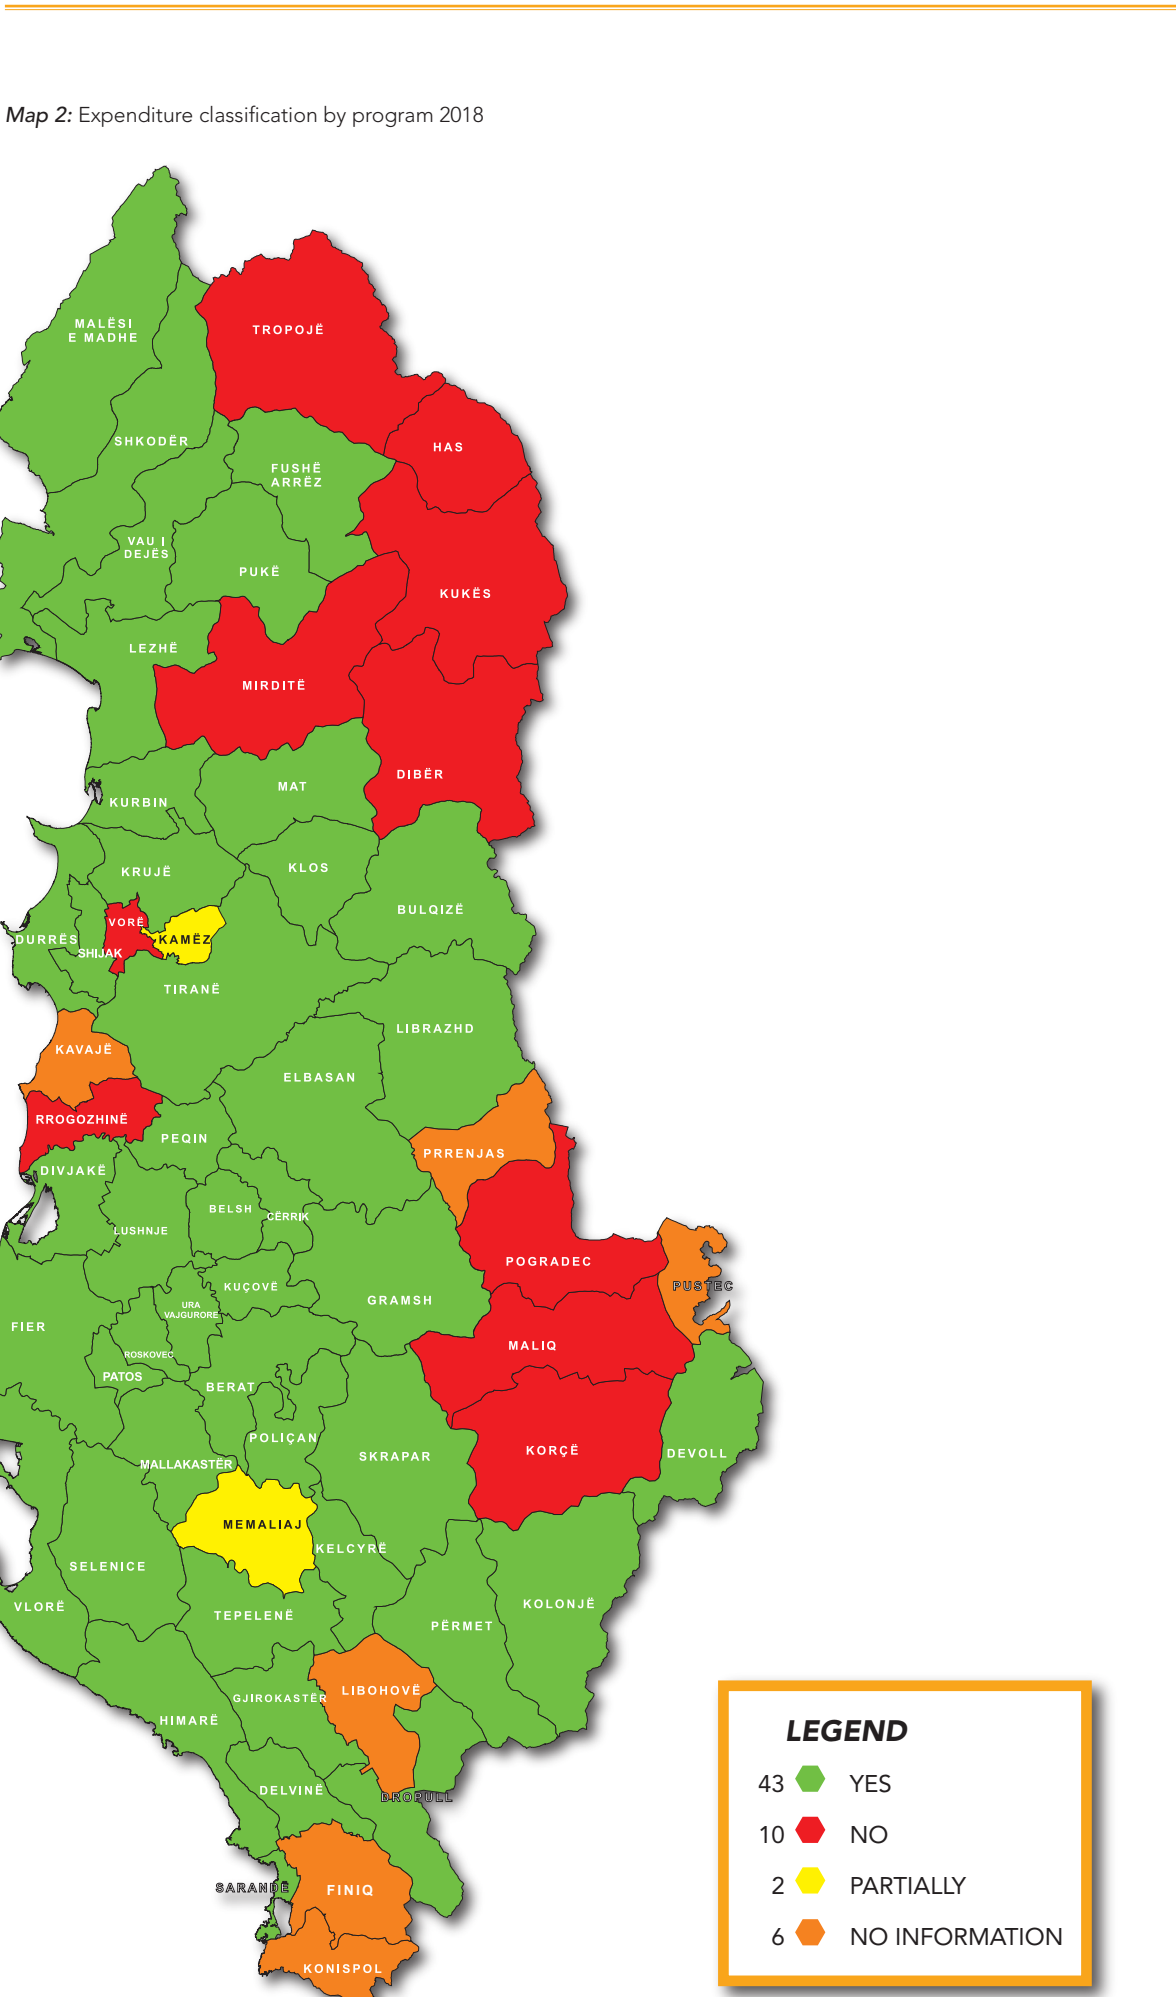 Map 2: Expenditure classification by program 2018
MALËSI
E MADHE
TROPOJË
SHKODËR
HAS
FUSHË
ARRËZ
VAU I
DEJËS
PUKË
KUKËS
LEZHË
MIRDITË
DIBËR
MAT
KURBIN
KRUJË
KLOS
BULQIZË
VORË
KAMËZ
DURRËS
SHIJAK
TIRANË
LIBRAZHD
KAVAJË
ELBASAN
RROGOZHINË
PEQIN
PRRENJAS
DIVJAKË
BELSH
CËRRIK
LUSHNJE
POGRADEC
PUSTEC
KUÇOVË
GRAMSH
URA
VAJGURORE
FIER
MALIQ
ROSKOVEC
PATOS
BERAT
POLIÇAN
KORÇË
DEVOLL
SKRAPAR
MALLAKASTËR
MEMALIAJ
KELCYRË
SELENICE
KOLONJË
VLORË
TEPELENË
PËRMET
LIBOHOVË
GJIROKASTËR
HIMARË
DELVINË
DROPULL
SARANDË
FINIQ
KONISPOL
LEGEND
43 YES
10 NO
2 PARTIALLY
6 NO INFORMATION